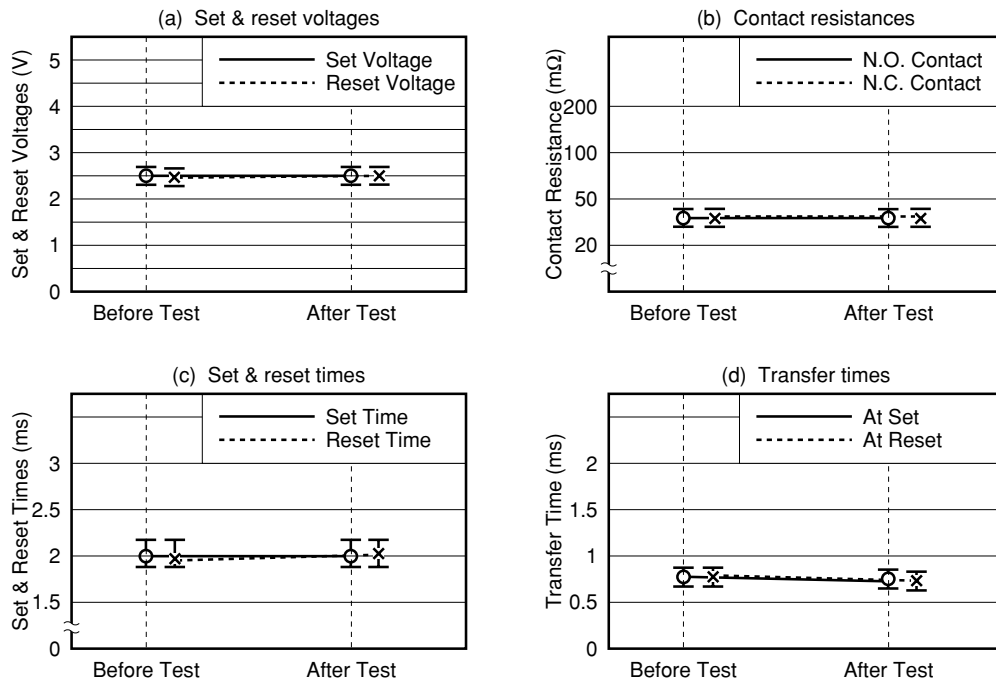 (a) Set & reset voltages
Set & Reset Voltages (V)
5
4
3
2
1
0
Set Voltage
Reset Voltage
Before Test
After Test
(b) Contact resistances
Contact Resistance (mΩ)
200
100
50
20
N.O. Contact
N.C. Contact
Before Test
After Test
(c) Set & reset times
Set & Reset Times (ms)
3
2.5
2
1.5
0
Set Time
Reset Time
Before Test
After Test
(d) Transfer times
Transfer Time (ms)
2
1
0.5
0
At Set
At Reset
Before Test
After Test